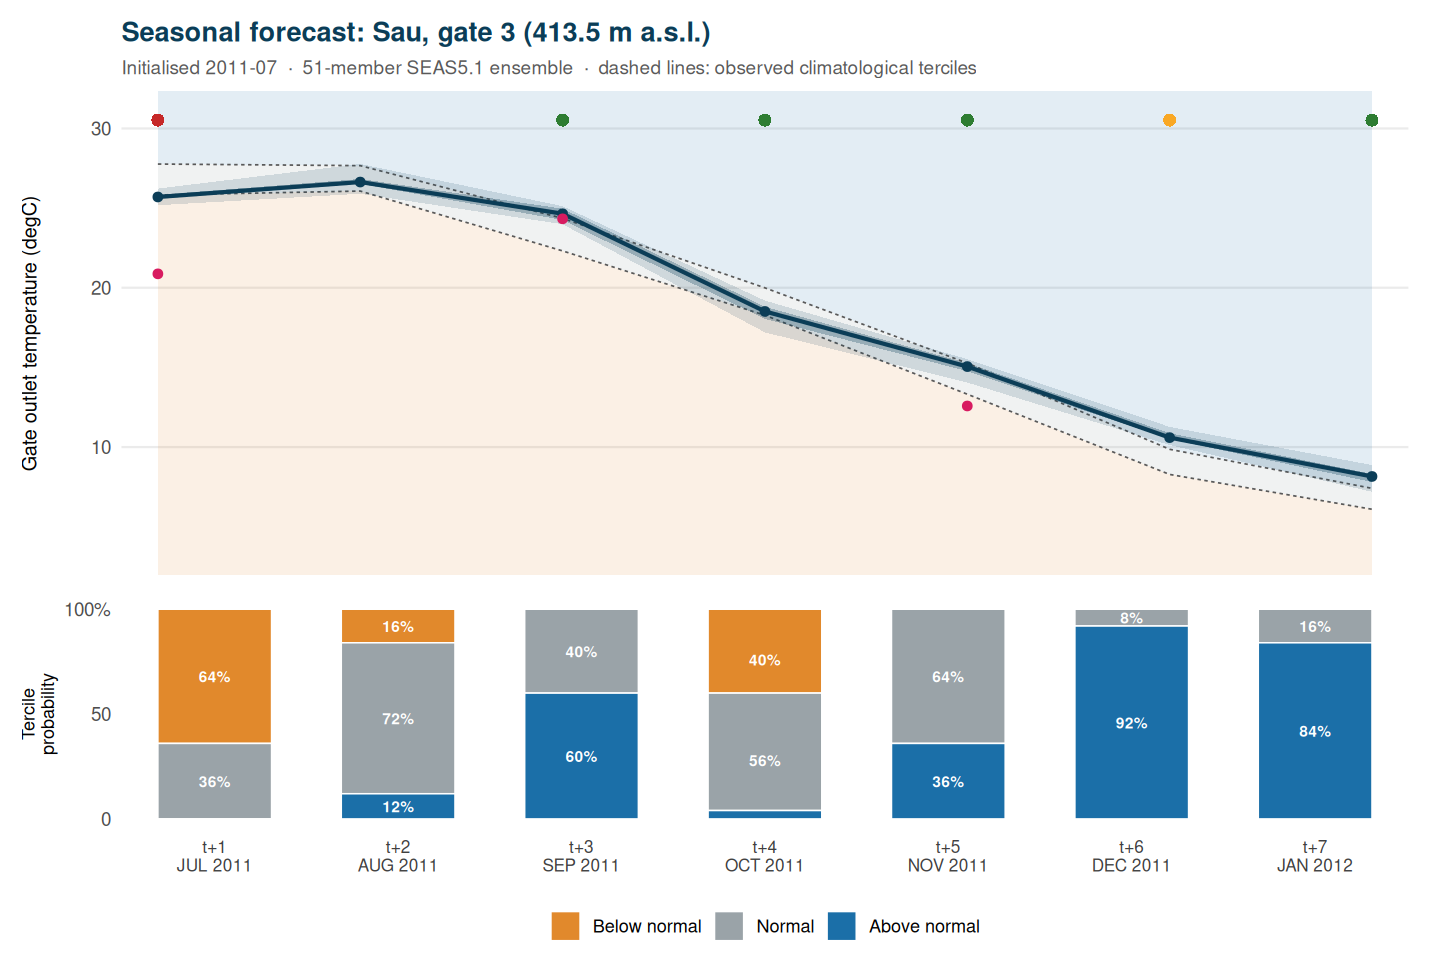 Seasonal forecast: Sau, gate 3 (413.5 m a.s.l.)
Initialised 2011-07 · 51-member SEAS5.1 ensemble · dashed lines: observed climatological terciles
Gate outlet temperature (degC)
30
20
10
Tercile
probability
100%
50
0
64%
36%
16%
72%
12%
40%
60%
40%
56%
64%
36%
8%
92%
16%
84%
t+1
JUL 2011
t+2
AUG 2011
t+3
SEP 2011
t+4
OCT 2011
t+5
NOV 2011
t+6
DEC 2011
t+7
JAN 2012
Below normal
Normal
Above normal